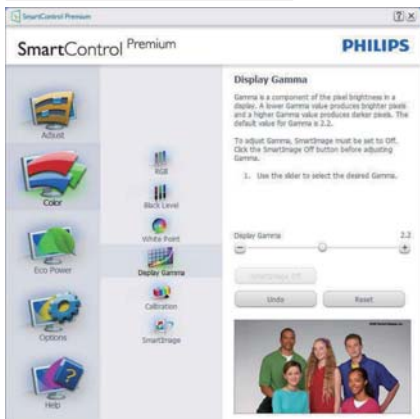 SmartControl Premium
SmartControl Premium
PHILIPS
Adjust
Color
Eco Power
Options
Help
RGB
Black Level
White Point
Display Gamma
Calibration
SmartImage
Display Gamma
Gamma is a component of the pixel brightness in a
display. A lower Gamma value produces brighter pixels
and a higher Gamma value produces darker pixels. The
default value for Gamma is 2.2.
To adjust Gamma, SmartImage must be set to Off.
Click the SmartImage Off button before adjusting
Gamma.
1. Use the slider to select the desired Gamma.
Display Gamma 2.2
SmartImage Off
Undo Reset